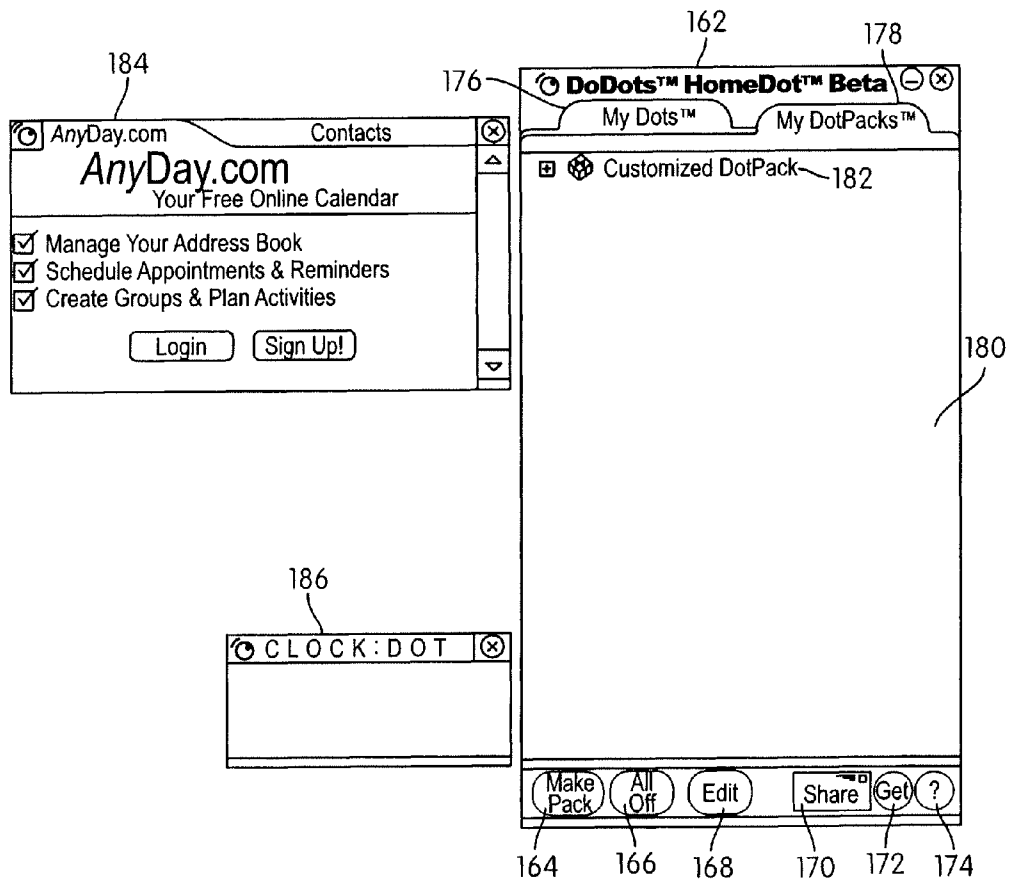 184
AnyDay.com Contacts
AnyDay.com
Your Free Online Calendar
Manage Your Address Book
Schedule Appointments & Reminders
Create Groups & Plan Activities
Login Sign Up!
186
CLOCK:DOT
162
178
176
DoDots™ HomeDot™ Beta
My Dots™ My DotPacks™
Customized DotPack 182
180
Make Pack All Off Edit Share Get ?
164 166 168 170 172 174